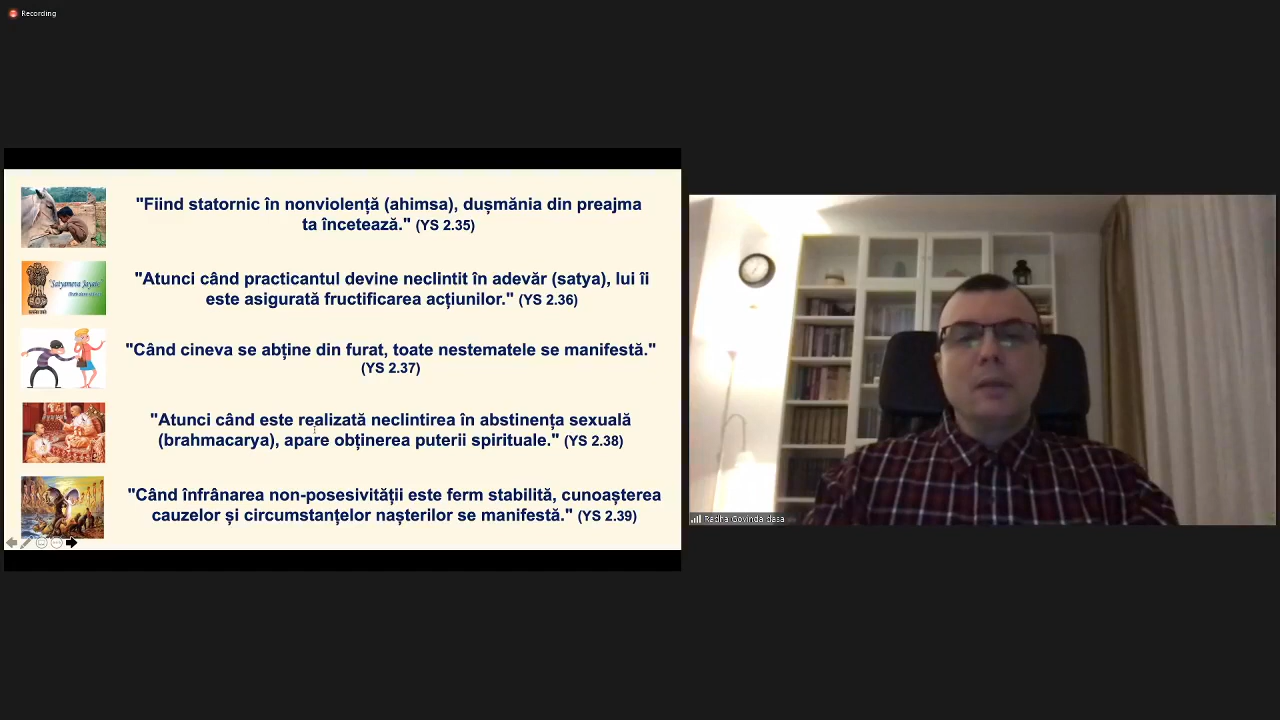 Recording
"Fiind statornic în nonviolență (ahimsa), dușmănia din preajma
ta încetează." (YS 2.35)
"Satyameva Jayate"
"Atunci când practicantul devine neclintit în adevăr (satya), lui îi
este asigurată fructificarea acțiunilor." (YS 2.36)
"Când cineva se abține din furat, toate nestematele se manifestă."
(YS 2.37)
"Atunci când este realizată neclintirea în abstinența sexuală
(brahmacarya), apare obținerea puterii spirituale." (YS 2.38)
"Când înfrânarea non-posesivității este ferm stabilită, cunoașterea
cauzelor și circumstanțelor nașterilor se manifestă." (YS 2.39)
Radha Govinda dasa